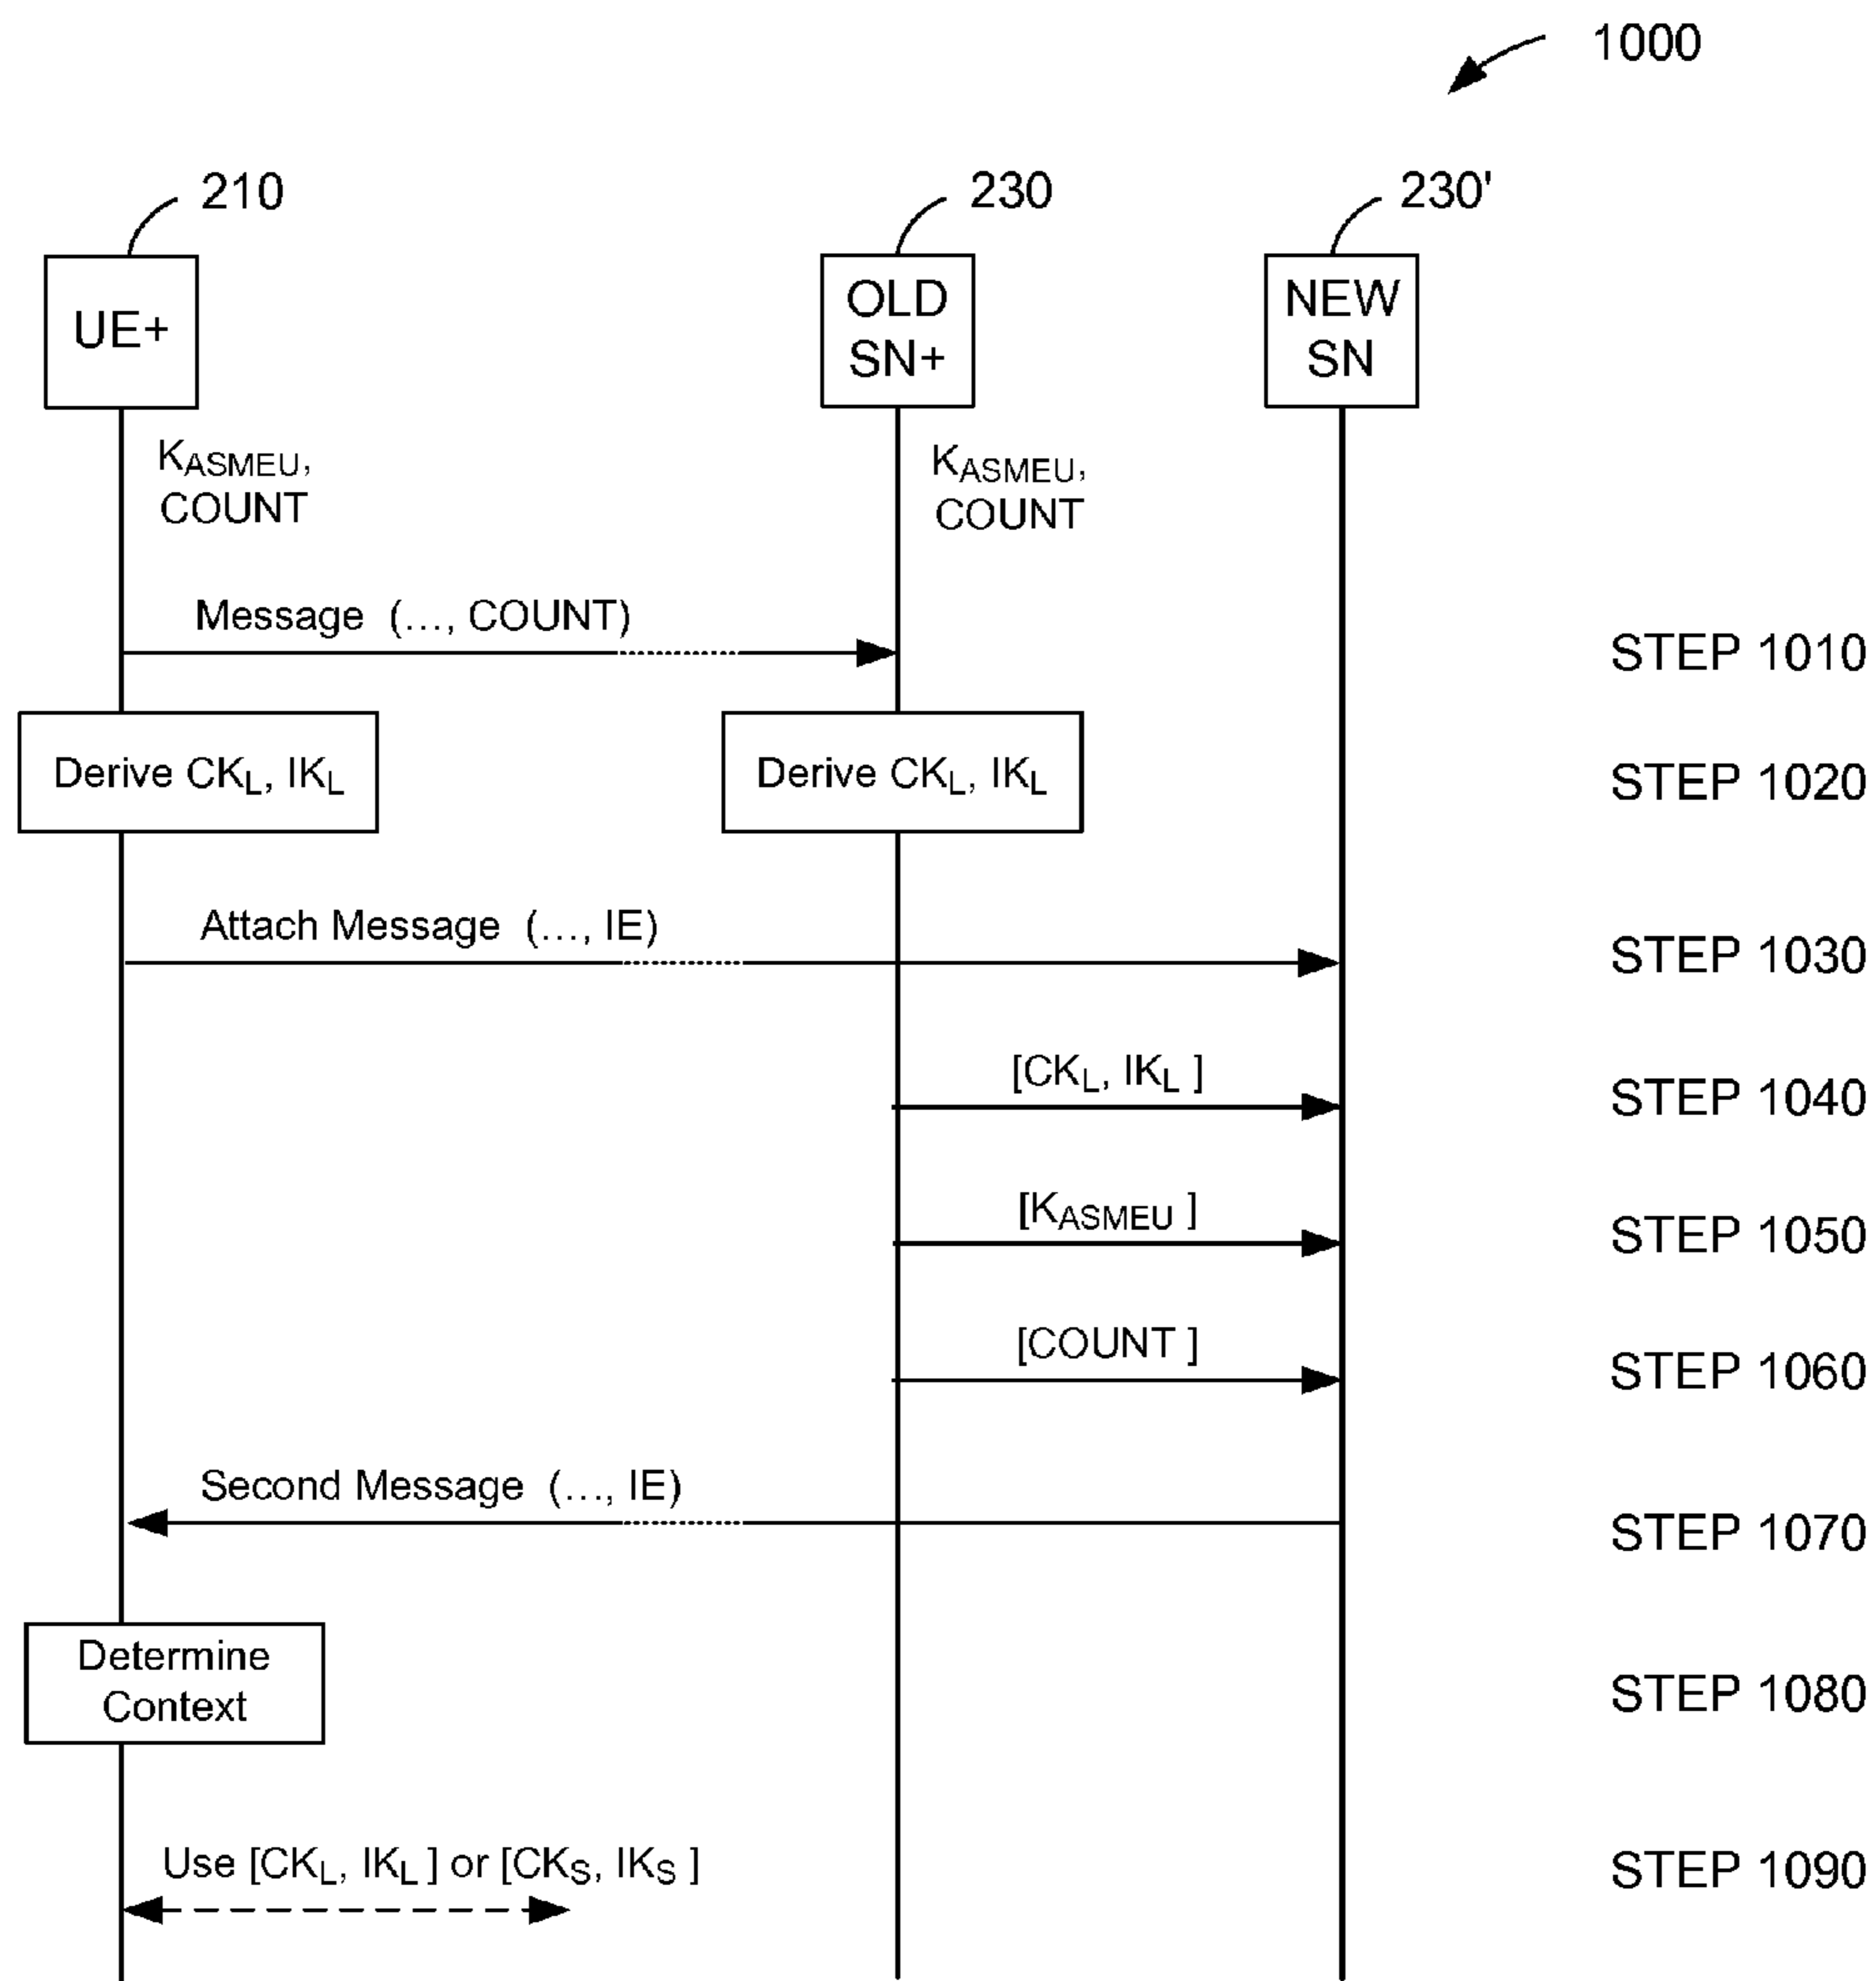 1000
210
230
230'
UE+
OLD
SN+
NEW
SN
KASMEU,
COUNT
KASMEU,
COUNT
Message (..., COUNT)
STEP 1010
Derive CKL, IKL
Derive CKL, IKL
STEP 1020
Attach Message (..., IE)
STEP 1030
[CKL, IKL ]
STEP 1040
[KASMEU ]
STEP 1050
[COUNT ]
STEP 1060
Second Message (..., IE)
STEP 1070
Determine
Context
STEP 1080
Use [CKL, IKL ] or [CKS, IKS ]
STEP 1090